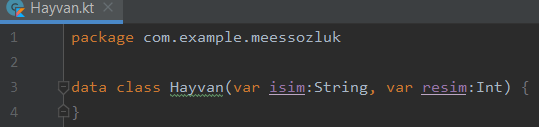 Hayvan.kt
1 package com.example.meessozluk
2
3 data class Hayvan(var isim:String, var resim:Int) {
4 }